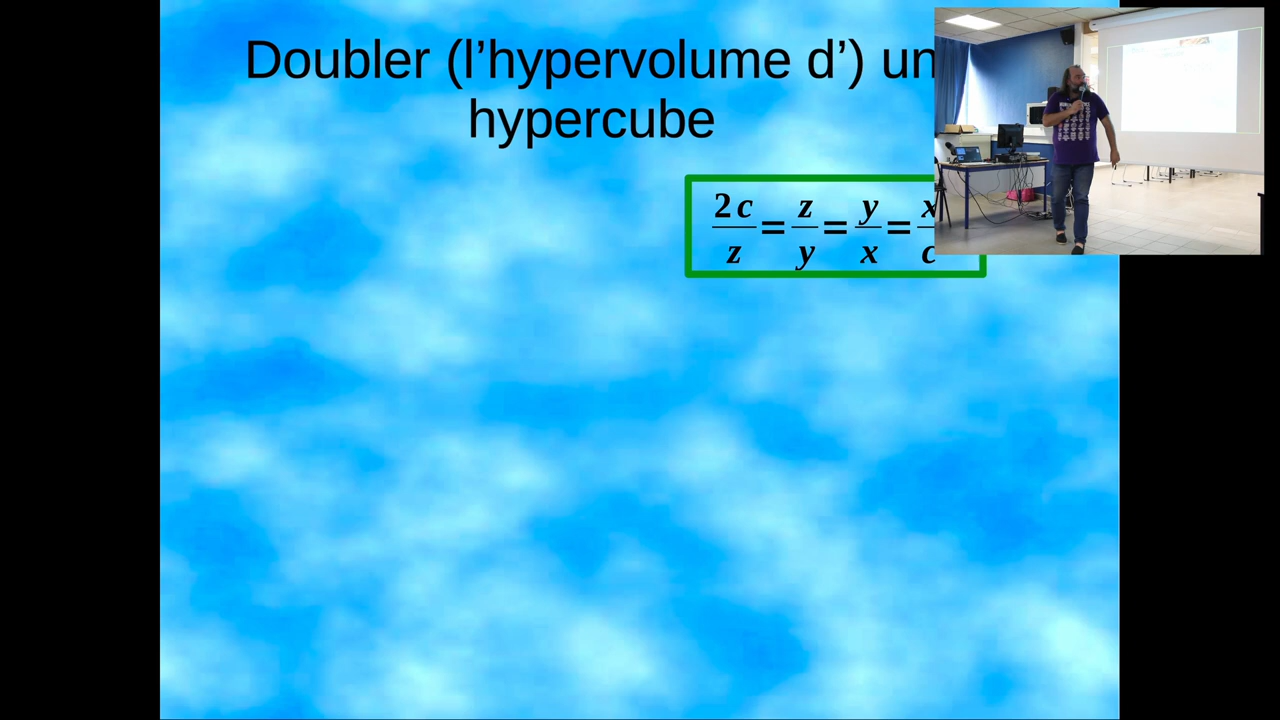 Doubler (l’hypervolume d’) un
hypercube
2c/z = z/y = y/x = x/c